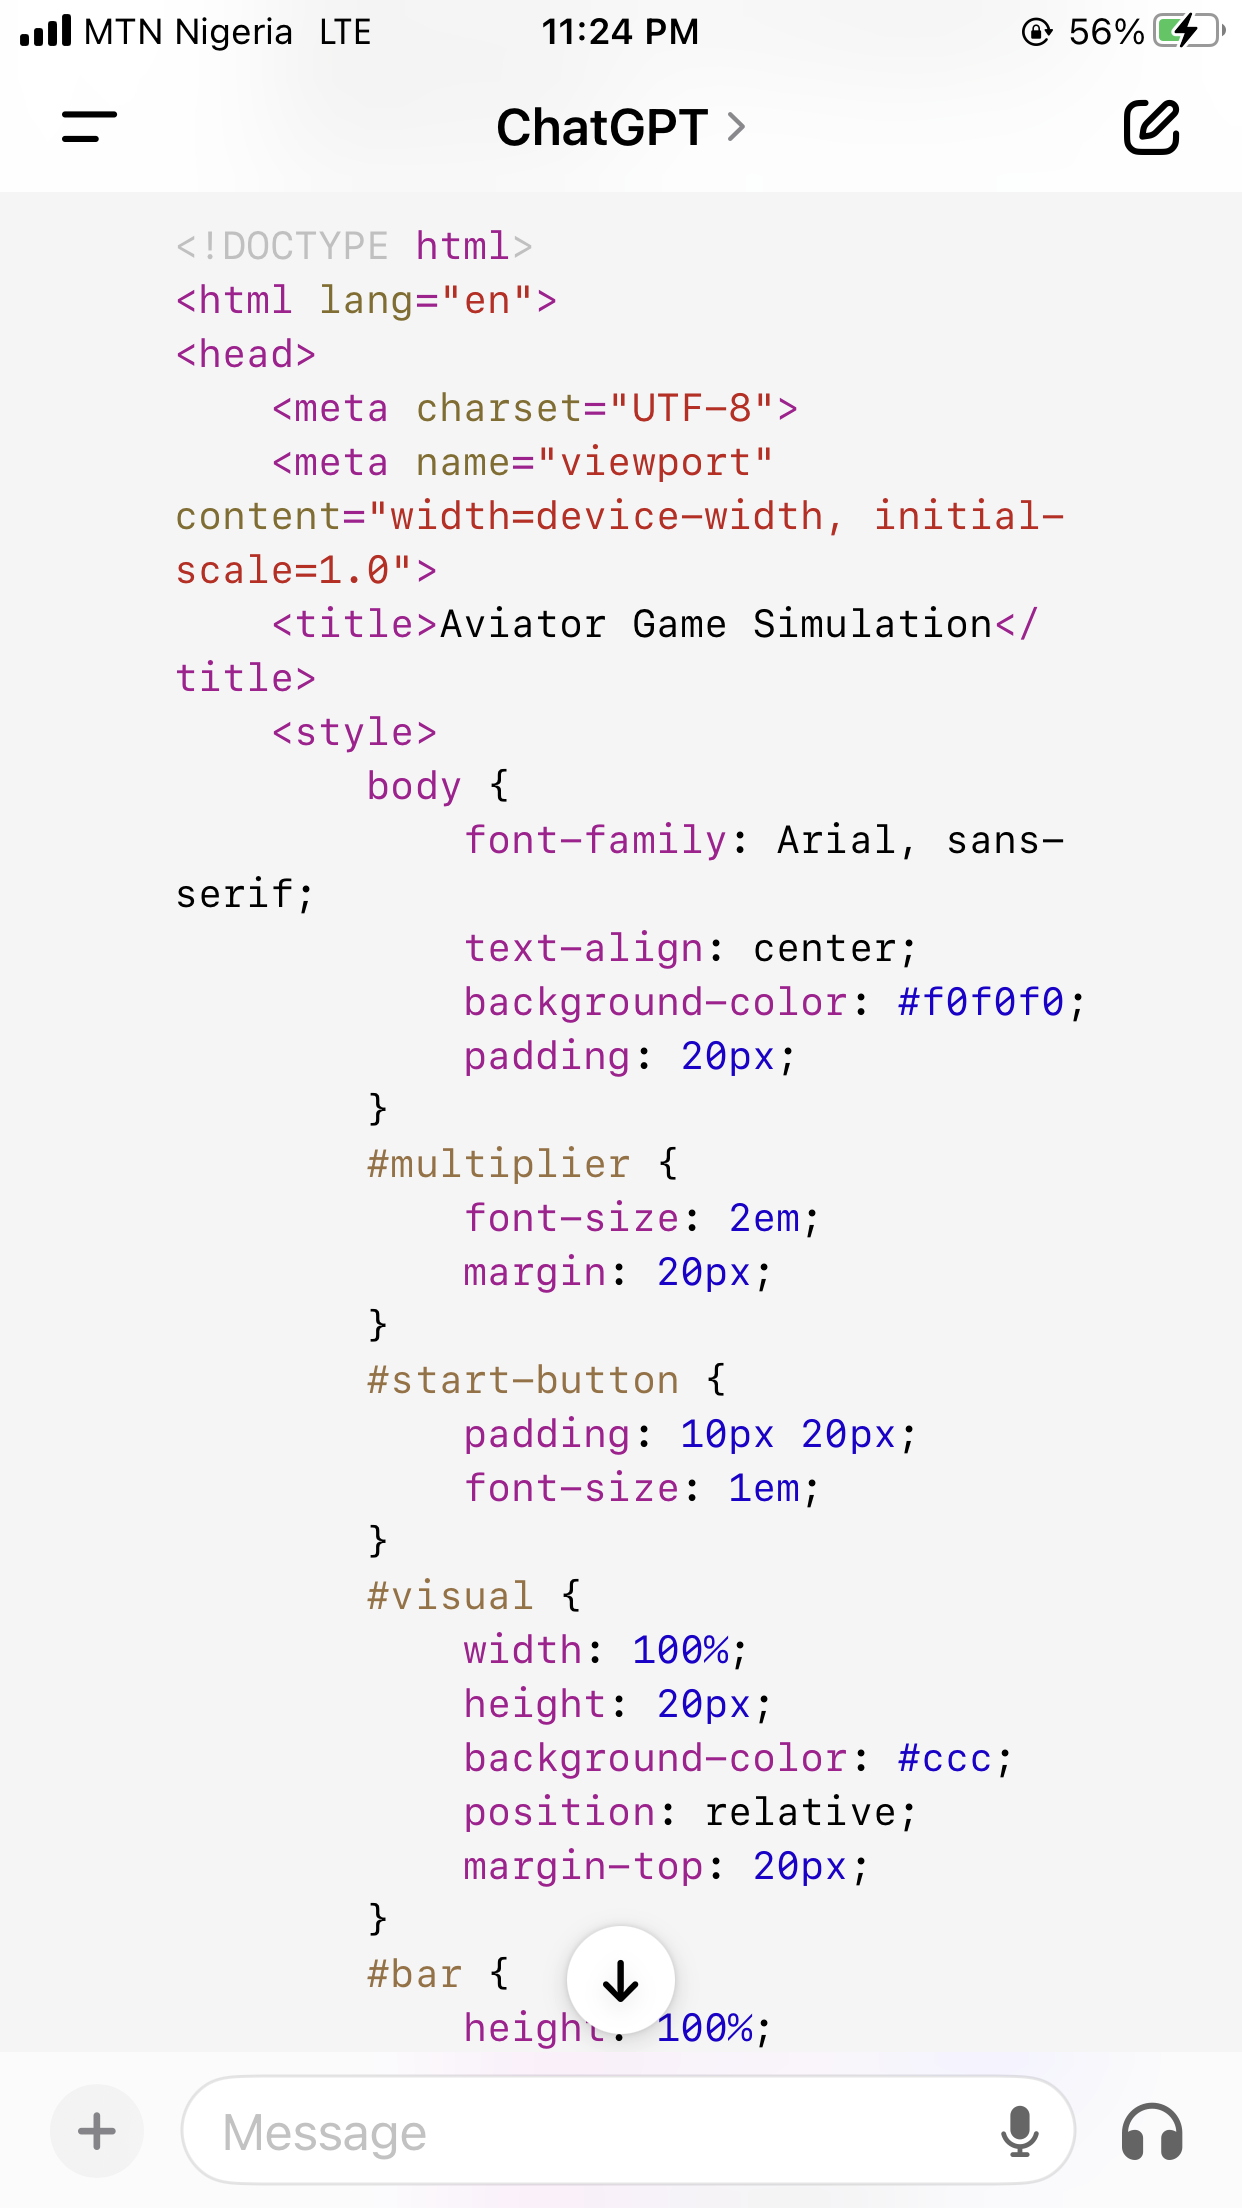 MTN Nigeria LTE 11:24 PM 56%
ChatGPT >
<!DOCTYPE html>
<html lang="en">
<head>
<meta charset="UTF-8">
<meta name="viewport"
content="width=device-width, initial-
scale=1.0">
<title>Aviator Game Simulation</
title>
<style>
body {
font-family: Arial, sans-
serif;
text-align: center;
background-color: #f0f0f0;
padding: 20px;
}
#multiplier {
font-size: 2em;
margin: 20px;
}
#start-button {
padding: 10px 20px;
font-size: 1em;
}
#visual {
width: 100%;
height: 20px;
background-color: #ccc;
position: relative;
margin-top: 20px;
}
#bar {
height: 100%;
Message